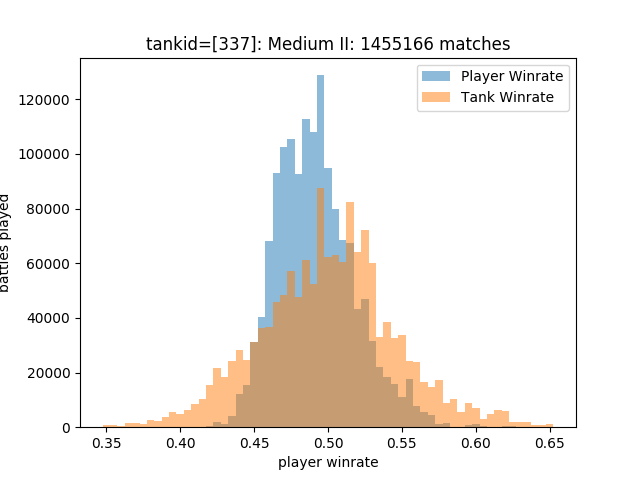 tankid=[337]: Medium II: 1455166 matches
Player Winrate
Tank Winrate
120000
100000
80000
60000
40000
20000
0
battles played
0.35 0.40 0.45 0.50 0.55 0.60 0.65
player winrate